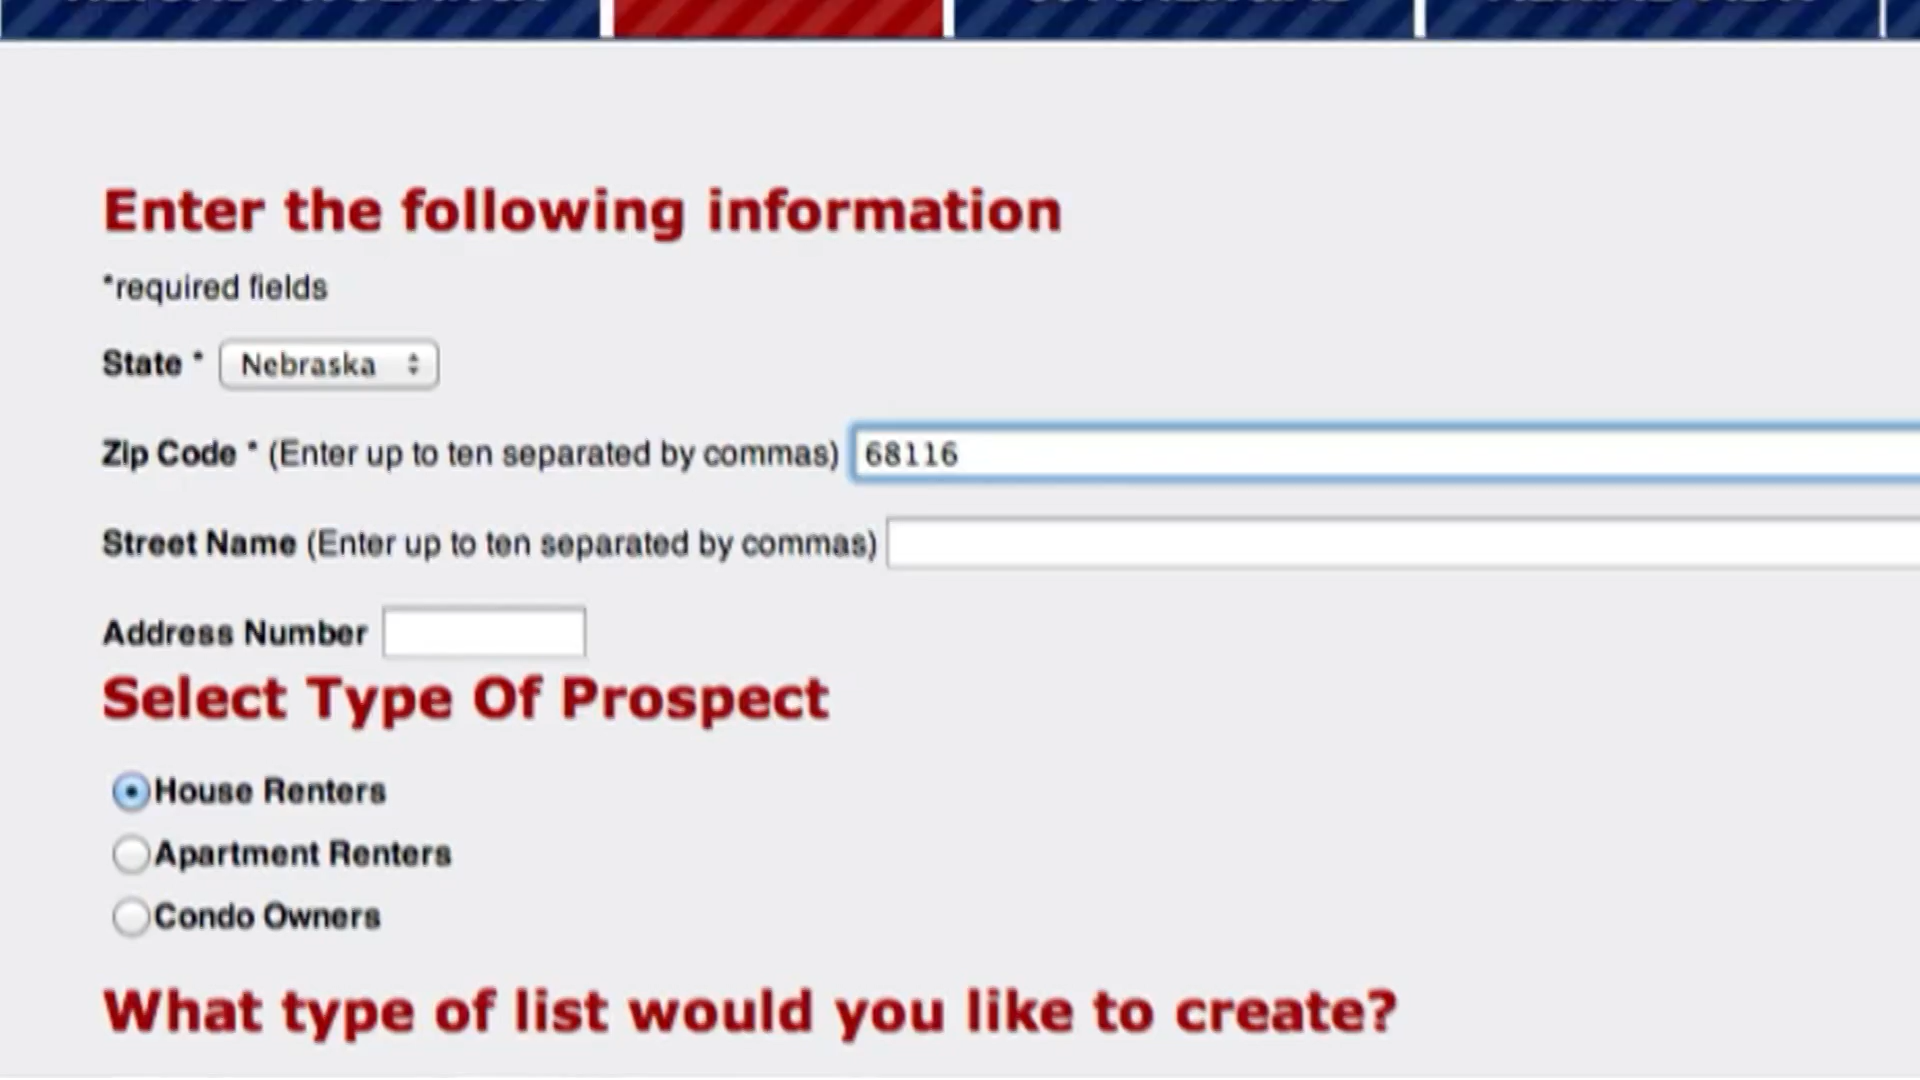 Enter the following information
*required fields
State * Nebraska
Zip Code * (Enter up to ten separated by commas) 68116
Street Name (Enter up to ten separated by commas)
Address Number
Select Type Of Prospect
House Renters
Apartment Renters
Condo Owners
What type of list would you like to create?